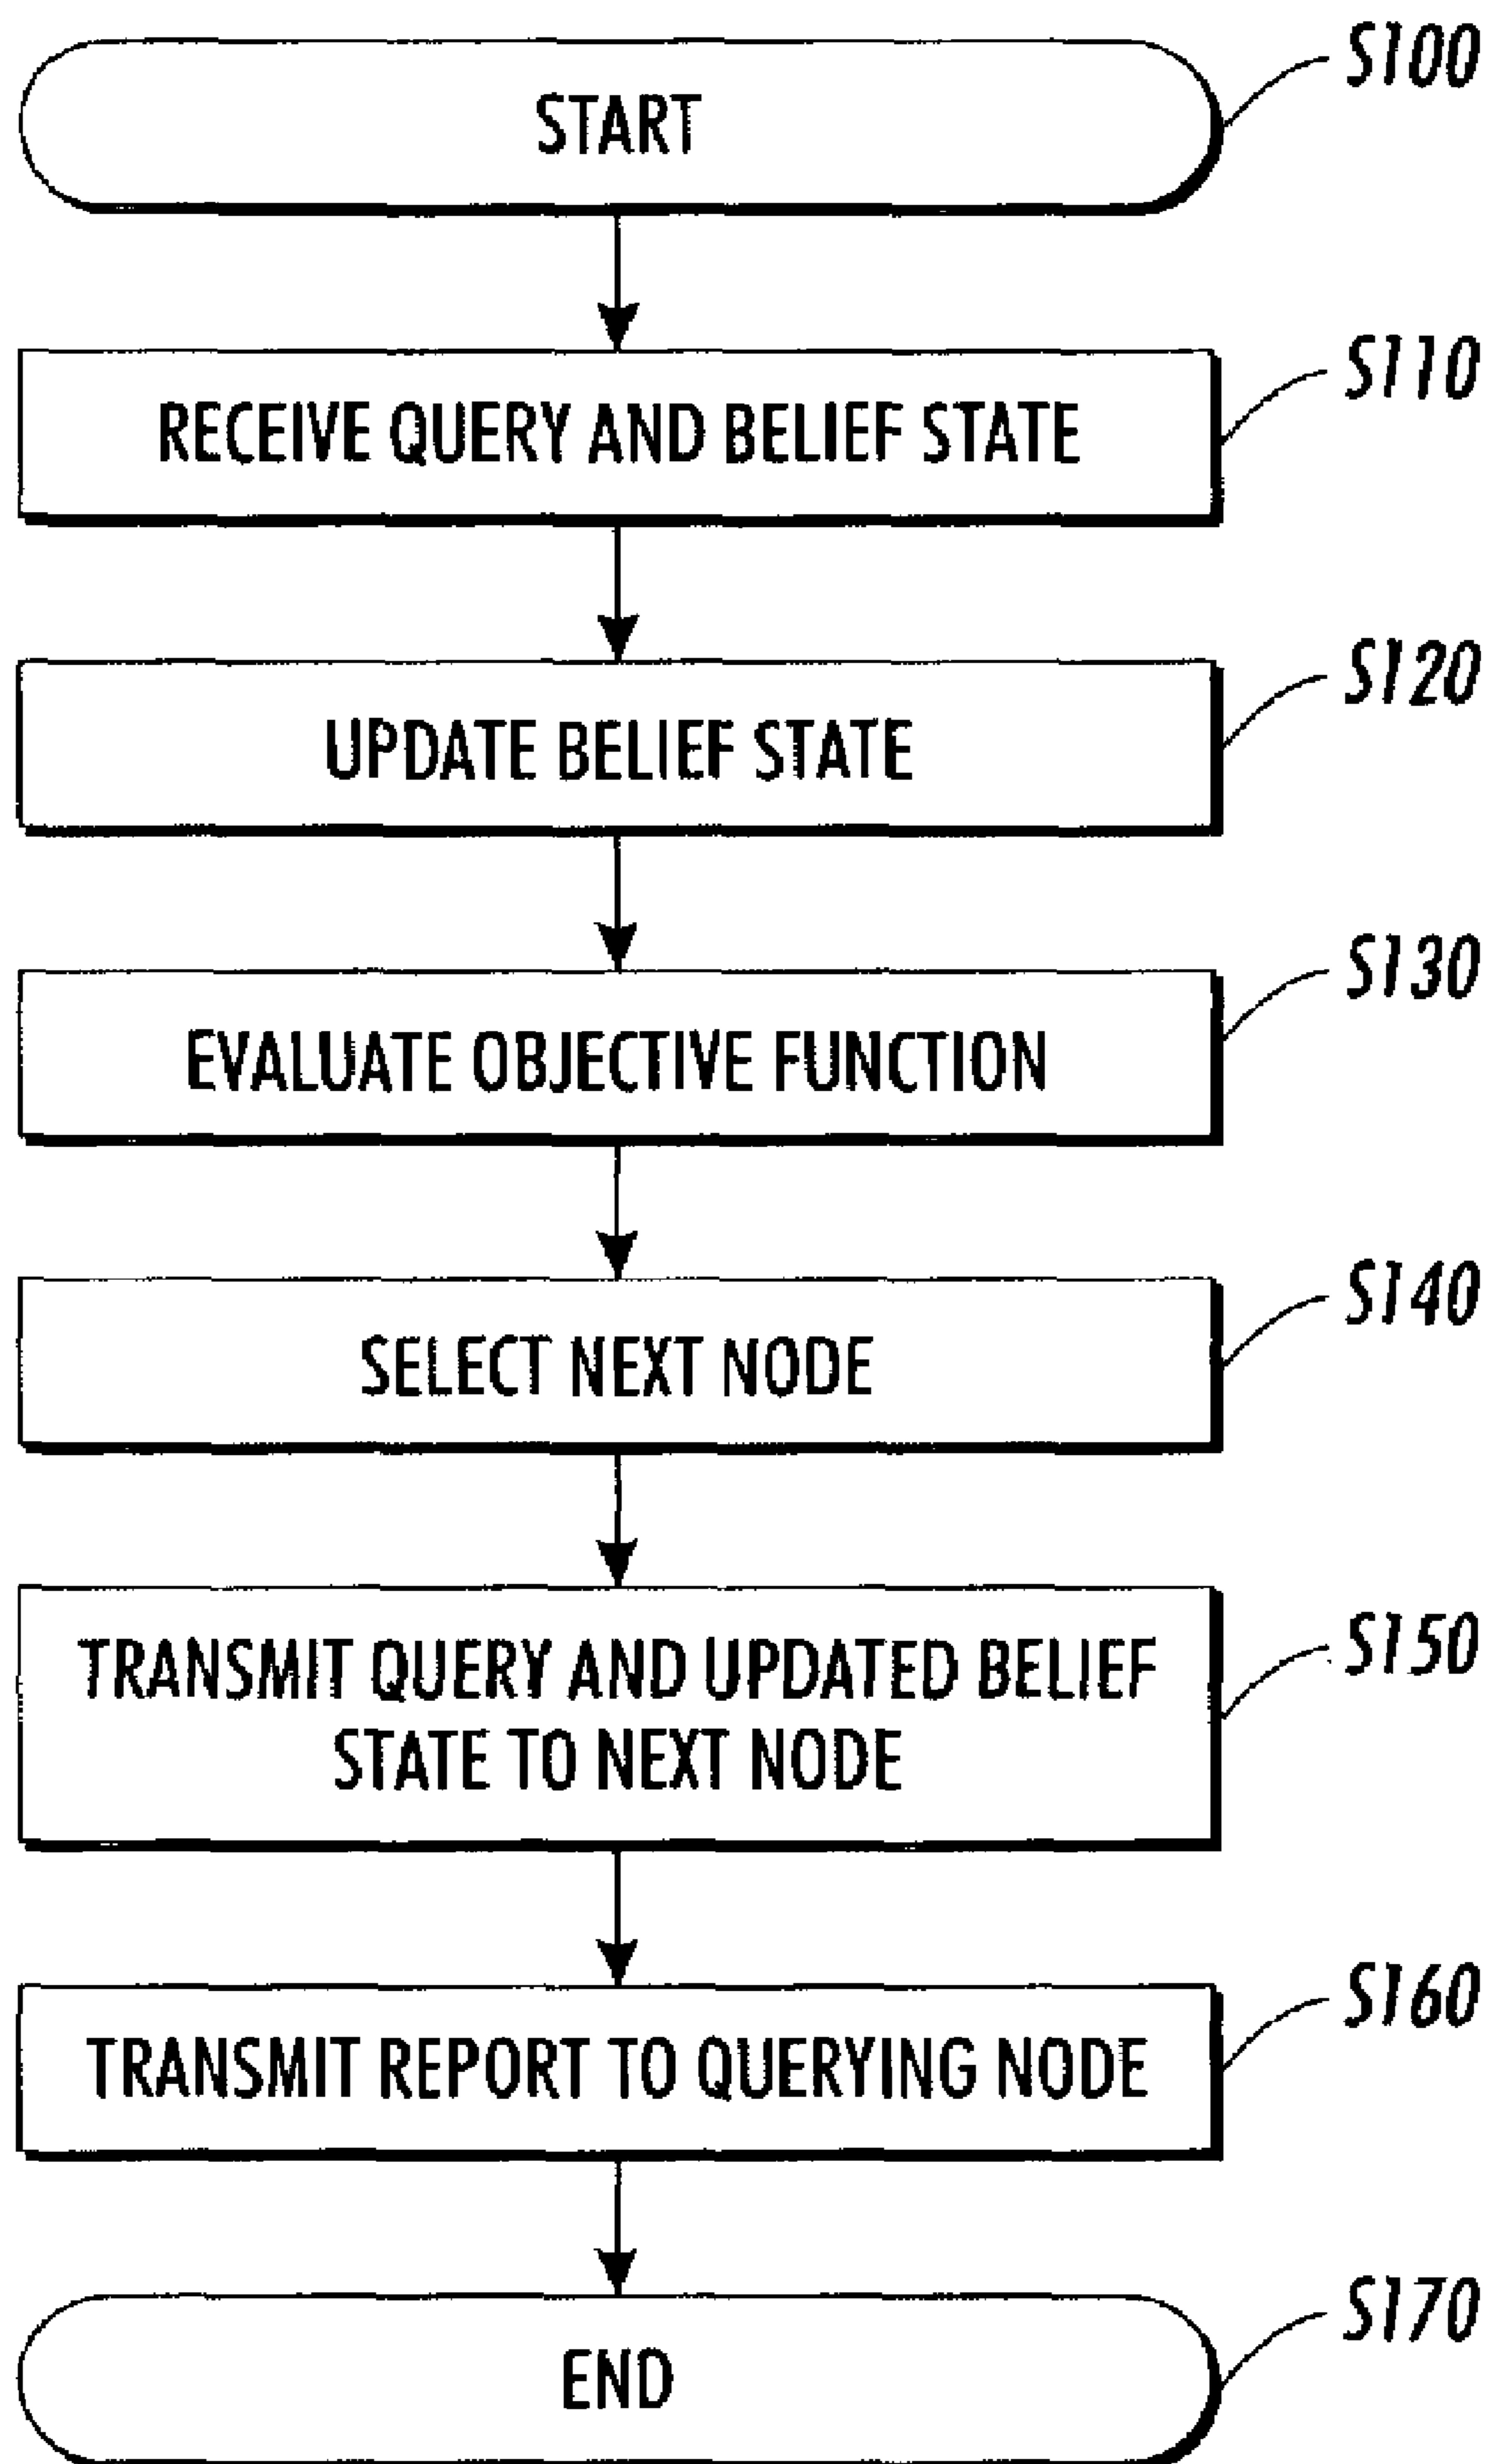 START
S100
RECEIVE QUERY AND BELIEF STATE
S110
UPDATE BELIEF STATE
S120
EVALUATE OBJECTIVE FUNCTION
S130
SELECT NEXT NODE
S140
TRANSMIT QUERY AND UPDATED BELIEF
STATE TO NEXT NODE
S150
TRANSMIT REPORT TO QUERYING NODE
S160
END
S170